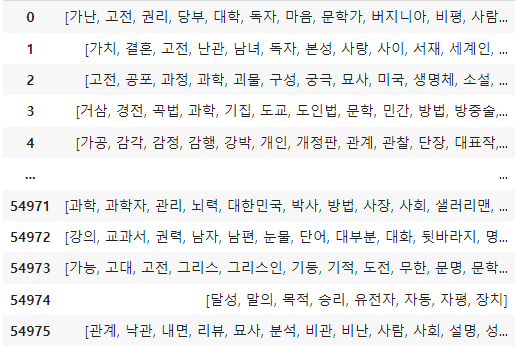 0 [가난, 고전, 권리, 당부, 대학, 독자, 마음, 문학가, 버지니아, 비평, 사람...
1 [가치, 결혼, 고전, 난관, 남녀, 독자, 본성, 사랑, 사이, 서재, 세계인, ...
2 [고전, 공포, 과정, 과학, 괴물, 구성, 궁극, 묘사, 미국, 생명체, 소설, ...
3 [거삼, 경전, 곡법, 과학, 기집, 도교, 도인법, 문학, 민간, 방법, 방중술,...
4 [가공, 감각, 감정, 감행, 강박, 개인, 개정판, 관계, 관찰, 단장, 대표작,...
... ...
54971 [과학, 과학자, 관리, 뇌력, 대한민국, 박사, 방법, 사장, 사회, 샐러리맨, ...
54972 [강의, 교과서, 권력, 남자, 남편, 눈물, 단어, 대부분, 대화, 뒷바라지, 명...
54973 [가능, 고대, 고전, 그리스, 그리스인, 기둥, 기적, 도전, 무한, 문명, 문학...
54974 [달성, 말의, 목적, 승리, 유전자, 자동, 자평, 장치]
54975 [관계, 낙관, 내면, 리뷰, 묘사, 분석, 비관, 비난, 사람, 사회, 설명, 성...